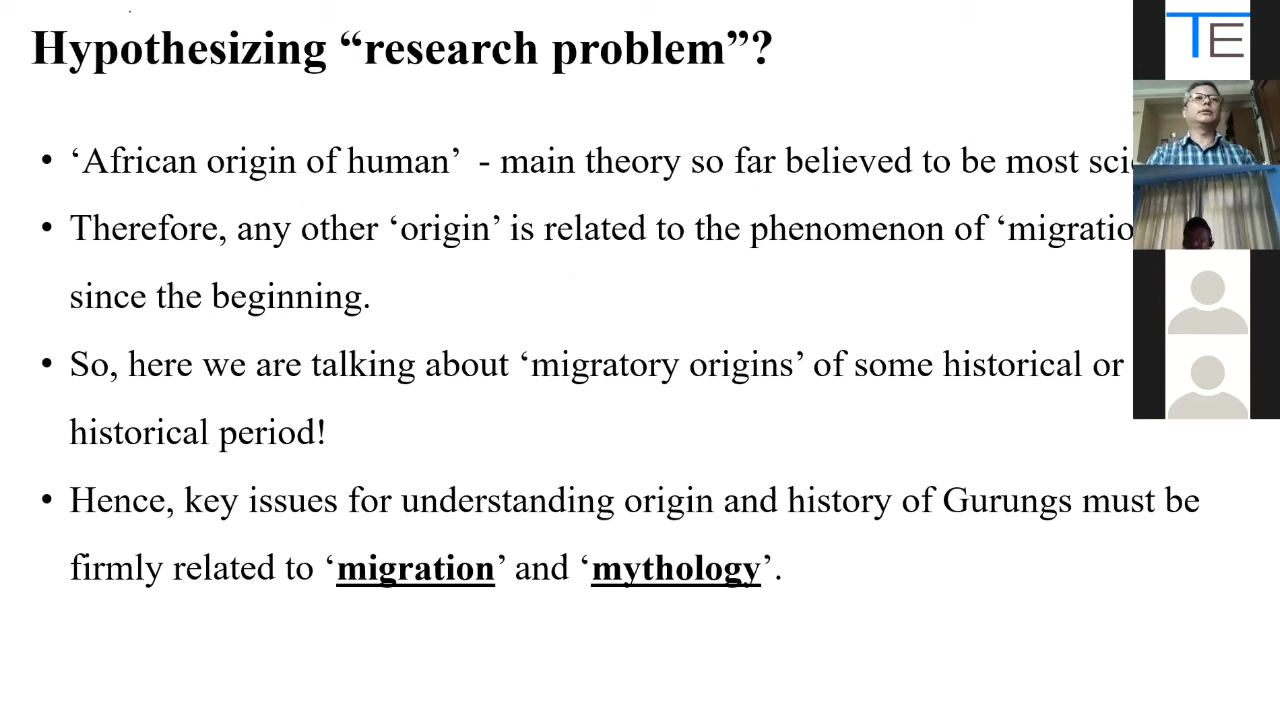 Hypothesizing “research problem”?
• ‘African origin of human’ - main theory so far believed to be most
• Therefore, any other ‘origin’ is related to the phenomenon of
since the beginning.
• So, here we are talking about ‘migratory origins’ of some historical or
historical period!
• Hence, key issues for understanding origin and history of Gurungs must be
firmly related to ‘migration’ and ‘mythology’.
TE